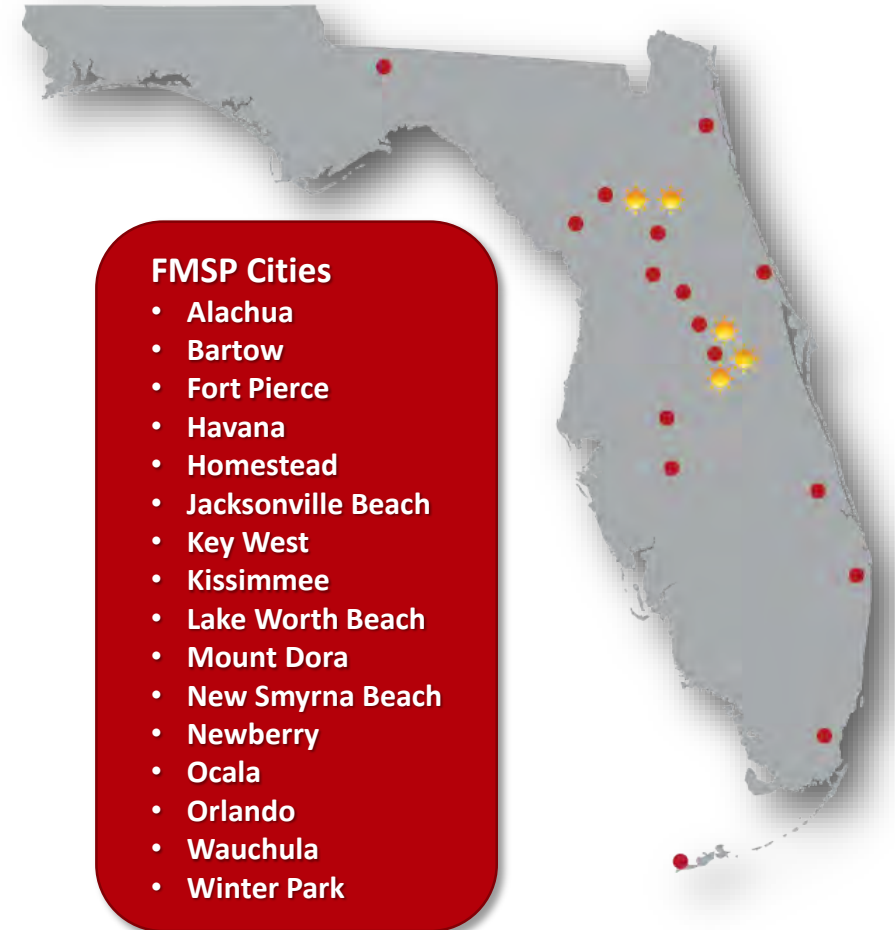 FMSP Cities
• Alachua
• Bartow
• Fort Pierce
• Havana
• Homestead
• Jacksonville Beach
• Key West
• Kissimmee
• Lake Worth Beach
• Mount Dora
• New Smyrna Beach
• Newberry
• Ocala
• Orlando
• Wauchula
• Winter Park